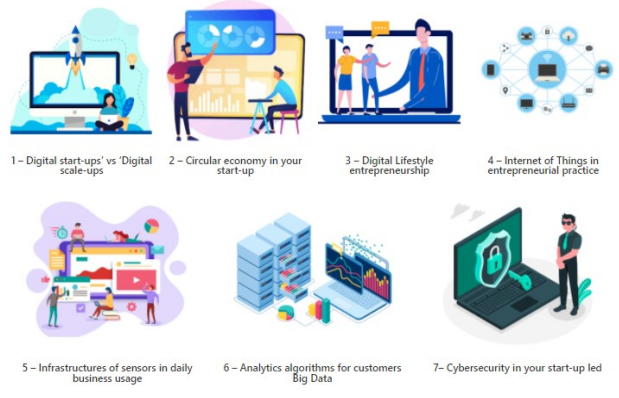 1 – Digital start-ups' vs 'Digital
scale-ups
2 – Circular economy in your
start-up
3 – Digital Lifestyle
entrepreneurship
4 – Internet of Things in
entrepreneurial practice
5 – Infrastructures of sensors in daily
business usage
6 – Analytics algorithms for customers
Big Data
7– Cybersecurity in your start-up led